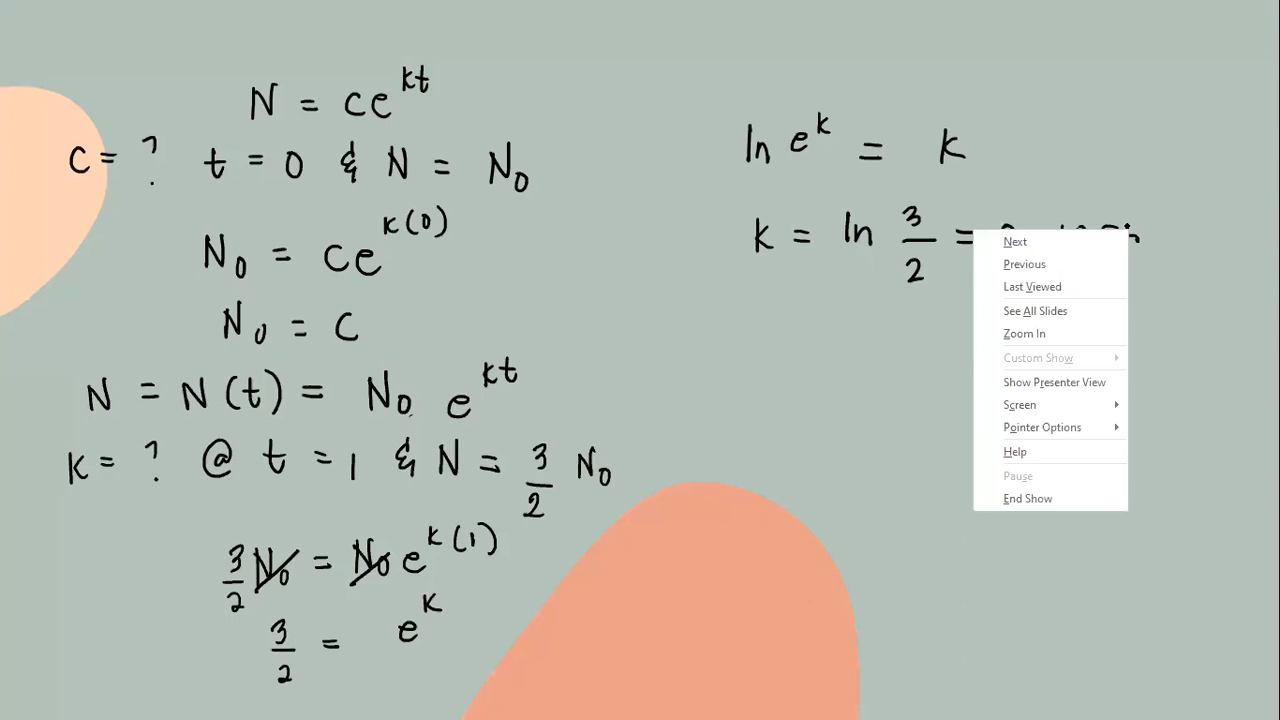 N = ce^{kt}
c = ? t = 0 & N = N₀
N₀ = ce^{k(0)}
N₀ = c
N = N(t) = N₀ e^{kt}
k = ? @ t = 1 & N = 3/2 N₀
3/2 N₀ = N₀ e^{k(1)}
3/2 = e^k
ln e^k = k
k = ln 3/2 =
Next
Previous
Last Viewed
See All Slides
Zoom In
Custom Show
Show Presenter View
Screen
Pointer Options
Help
Pause
End Show